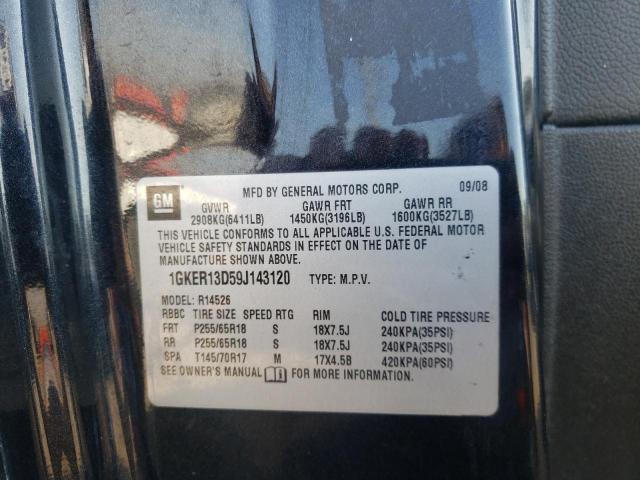 GM MFD BY GENERAL MOTORS CORP. 09/08
GVWR GAWR FRT GAWR RR
2908KG(6411LB) 1450KG(3196LB) 1600KG(3527LB)
THIS VEHICLE CONFORMS TO ALL APPLICABLE U.S. FEDERAL MOTOR
VEHICLE SAFETY STANDARDS IN EFFECT ON THE DATE OF
MANUFACTURE SHOWN ABOVE.
1GKER13D59J143120 TYPE: M.P.V.
MODEL: R14526
RBBC TIRE SIZE SPEED RTG RIM COLD TIRE PRESSURE
FRT P255/65R18 S 18X7.5J 240KPA(35PSI)
RR P255/65R18 S 18X7.5J 240KPA(35PSI)
SPA T145/70R17 M 17X4.5B 420KPA(60PSI)
SEE OWNER'S MANUAL FOR MORE INFORMATION.